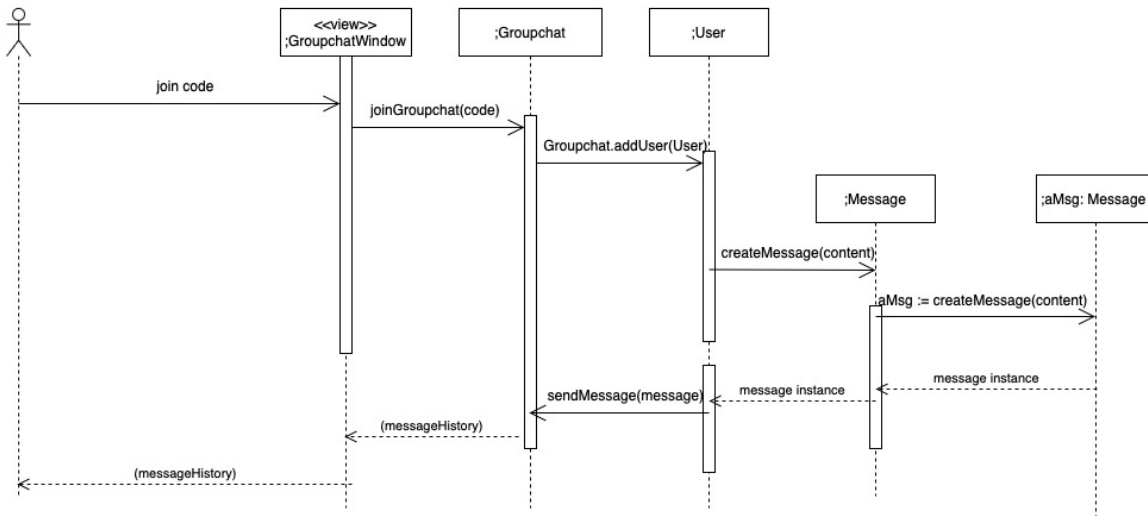 <<view>>
;GroupchatWindow
;Groupchat
;User
join code
joinGroupchat(code)
Groupchat.addUser(User)
;Message
;aMsg: Message
createMessage(content)
aMsg := createMessage(content)
message instance
message instance
sendMessage(message)
(messageHistory)
(messageHistory)